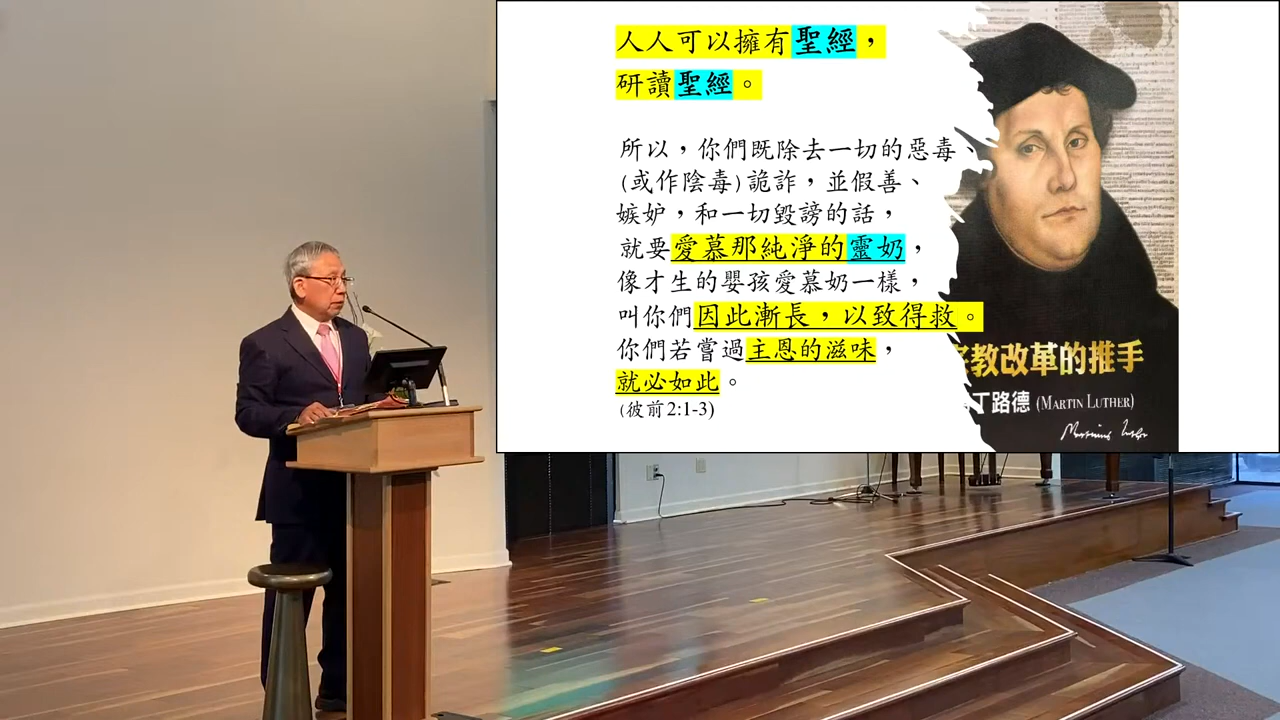 人人可以擁有聖經，
研讀聖經。
所以，你們既除去一切的惡毒、
(或作陰毒)詭詐，並假善、
嫉妒，和一切毀謗的話，
就要愛慕那純淨的靈奶，
像才生的嬰孩愛慕奶一樣，
叫你們因此漸長，以致得救。
你們若嘗過主恩的滋味，
就必如此。
(彼前2:1-3)
教改革的推手
丁路德 (MARTIN LUTHER)